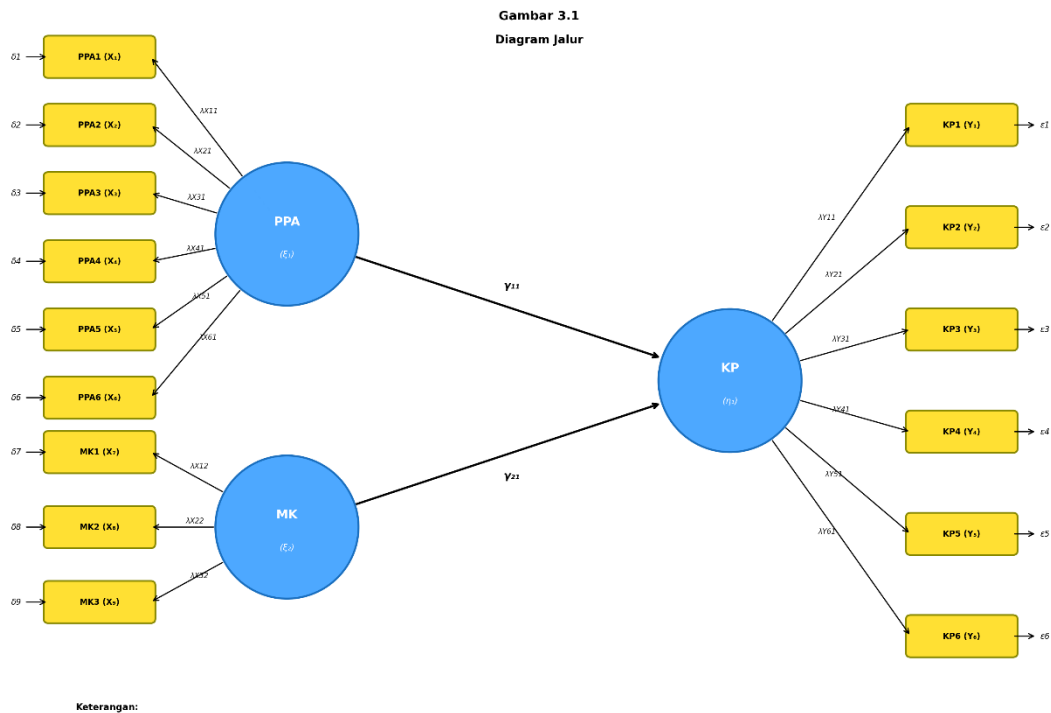 Gambar 3.1
Diagram Jalur
δ1
PPA1 (X₁)
λX11
δ2
PPA2 (X₂)
λX21
δ3
PPA3 (X₃)
λX31
δ4
PPA4 (X₄)
λX41
δ5
PPA5 (X₅)
λX51
δ6
PPA6 (X₆)
λX61
PPA
(ξ₁)
δ7
MK1 (X₇)
λX12
δ8
MK2 (X₈)
λX22
δ9
MK3 (X₉)
λX32
MK
(ξ₂)
γ₁₁
γ₂₁
KP
(η₁)
λY11
KP1 (Y₁)
ε1
λY21
KP2 (Y₂)
ε2
λY31
KP3 (Y₃)
ε3
λX41
KP4 (Y₄)
ε4
λY51
KP5 (Y₅)
ε5
λY61
KP6 (Y₆)
ε6
Keterangan: